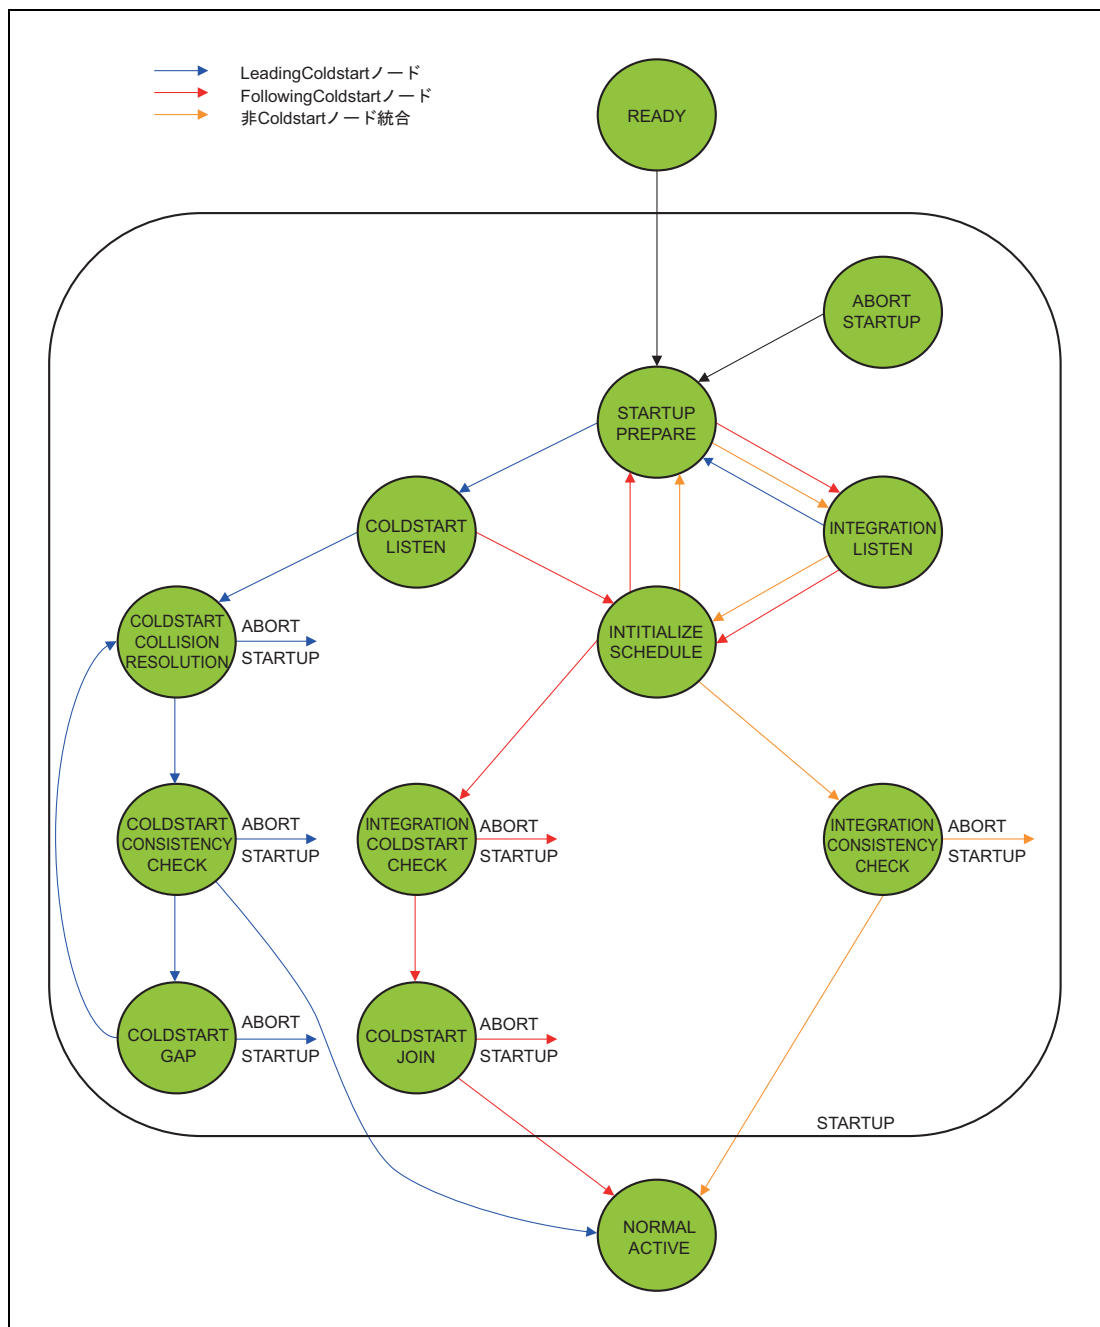 LeadingColdstartノード
FollowingColdstartノード
非Coldstartノード統合
READY
ABORT
STARTUP
STARTUP
PREPARE
COLDSTART
LISTEN
INTEGRATION
LISTEN
COLDSTART
COLLISION
RESOLUTION
ABORT
STARTUP
INTITIALIZE
SCHEDULE
COLDSTART
CONSISTENCY
CHECK
ABORT
STARTUP
INTEGRATION
COLDSTART
CHECK
ABORT
STARTUP
INTEGRATION
CONSISTENCY
CHECK
ABORT
STARTUP
COLDSTART
GAP
ABORT
STARTUP
COLDSTART
JOIN
ABORT
STARTUP
STARTUP
NORMAL
ACTIVE